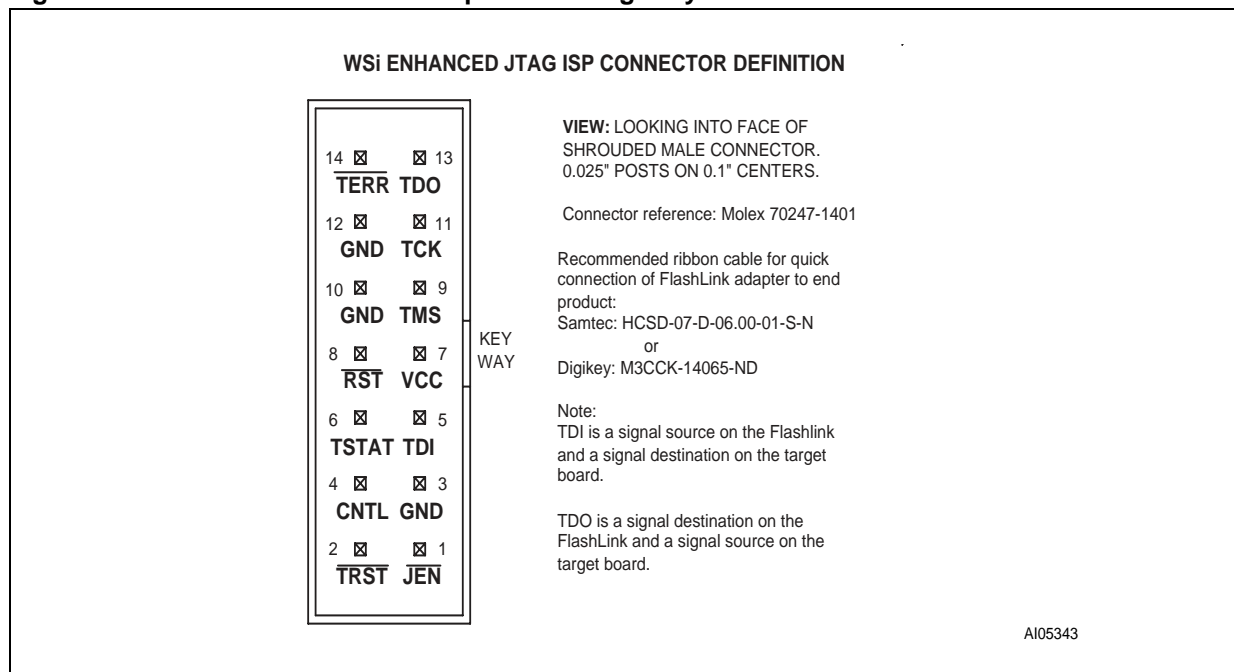 WSi ENHANCED JTAG ISP CONNECTOR DEFINITION
14 13
TERR TDO
12 11
GND TCK
10 9
GND TMS
8 7
RST VCC
6 5
TSTAT TDI
4 3
CNTL GND
2 1
TRST JEN
KEY
WAY
VIEW: LOOKING INTO FACE OF
SHROUDED MALE CONNECTOR.
0.025" POSTS ON 0.1" CENTERS.
Connector reference: Molex 70247-1401
Recommended ribbon cable for quick
connection of FlashLink adapter to end
product:
Samtec: HCSD-07-D-06.00-01-S-N
or
Digikey: M3CCK-14065-ND
Note:
TDI is a signal source on the Flashlink
and a signal destination on the target
board.
TDO is a signal destination on the
FlashLink and a signal source on the
target board.
AI05343